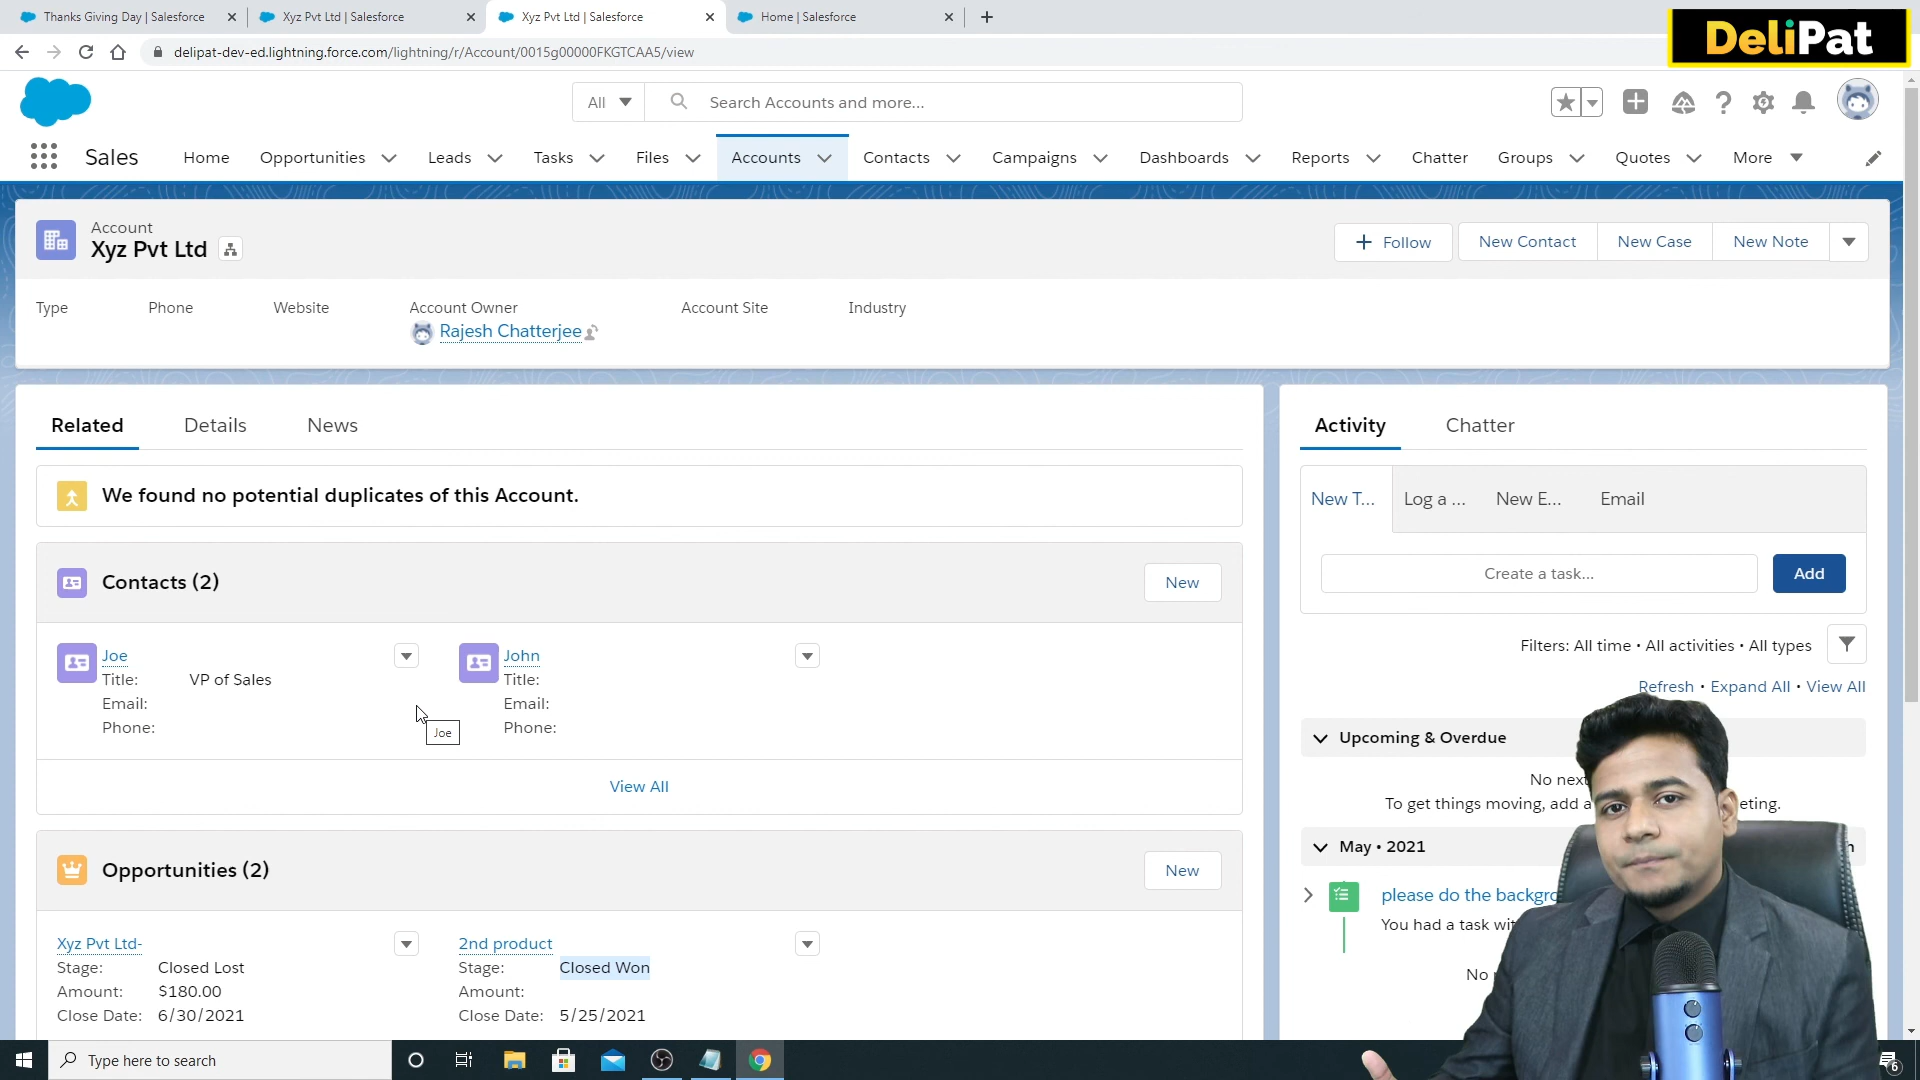 Thanks Giving Day | Salesforce
Xyz Pvt Ltd | Salesforce
Xyz Pvt Ltd | Salesforce
Home | Salesforce
delipat-dev-ed.lightning.force.com/lightning/r/Account/0015g00000FKGTCAA5/view
DeliPat
All
Search Accounts and more...
Sales
Home
Opportunities
Leads
Tasks
Files
Accounts
Contacts
Campaigns
Dashboards
Reports
Chatter
Groups
Quotes
More
Account
Xyz Pvt Ltd
Follow
New Contact
New Case
New Note
Type
Phone
Website
Account Owner
Account Site
Industry
Rajesh Chatterjee
Related
Details
News
We found no potential duplicates of this Account.
Contacts (2)
New
Joe
Title: VP of Sales
Email:
Phone:
Joe
John
Title:
Email:
Phone:
View All
Opportunities (2)
New
Xyz Pvt Ltd-
Stage: Closed Lost
Amount: $180.00
Close Date: 6/30/2021
2nd product
Stage: Closed Won
Amount:
Close Date: 5/25/2021
Activity
Chatter
New T...
Log a ...
New E...
Email
Create a task...
Add
Filters: All time • All activities • All types
Refresh • Expand All • View All
Upcoming & Overdue
No next
To get things moving, add a eting.
May • 2021
please do the backgro
You had a task wit
No
Type here to search
6